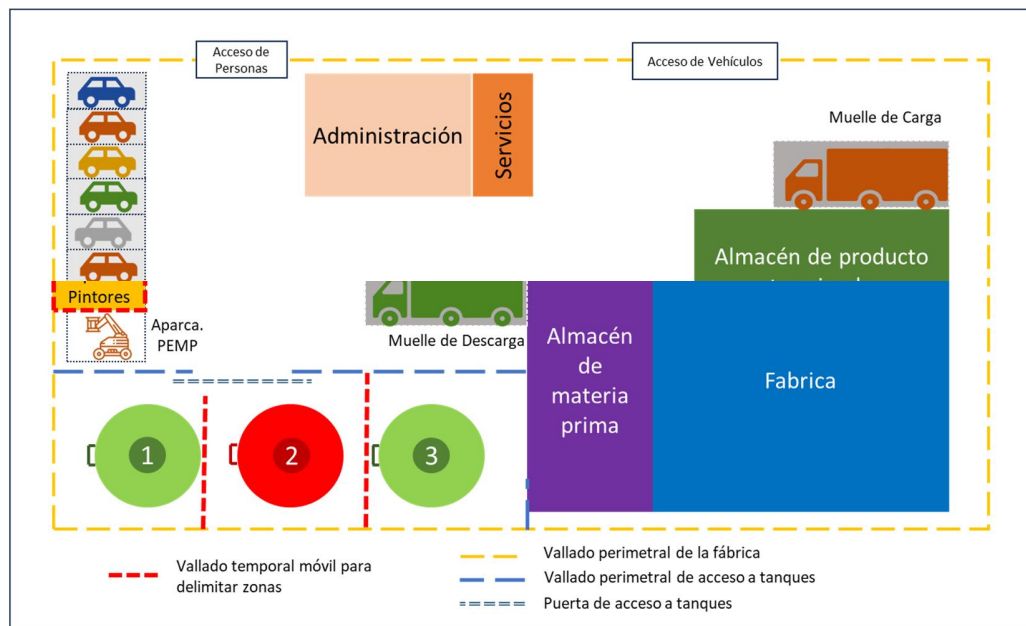 Acceso de
Personas
Acceso de Vehículos
Administración
Servicios
Muelle de Carga
Almacén de producto
Pintores
Aparca.
PEMP
Muelle de Descarga
Almacén
de
materia
prima
Fabrica
1
2
3
Vallado temporal móvil para
delimitar zonas
Vallado perimetral de la fábrica
Vallado perimetral de acceso a tanques
Puerta de acceso a tanques